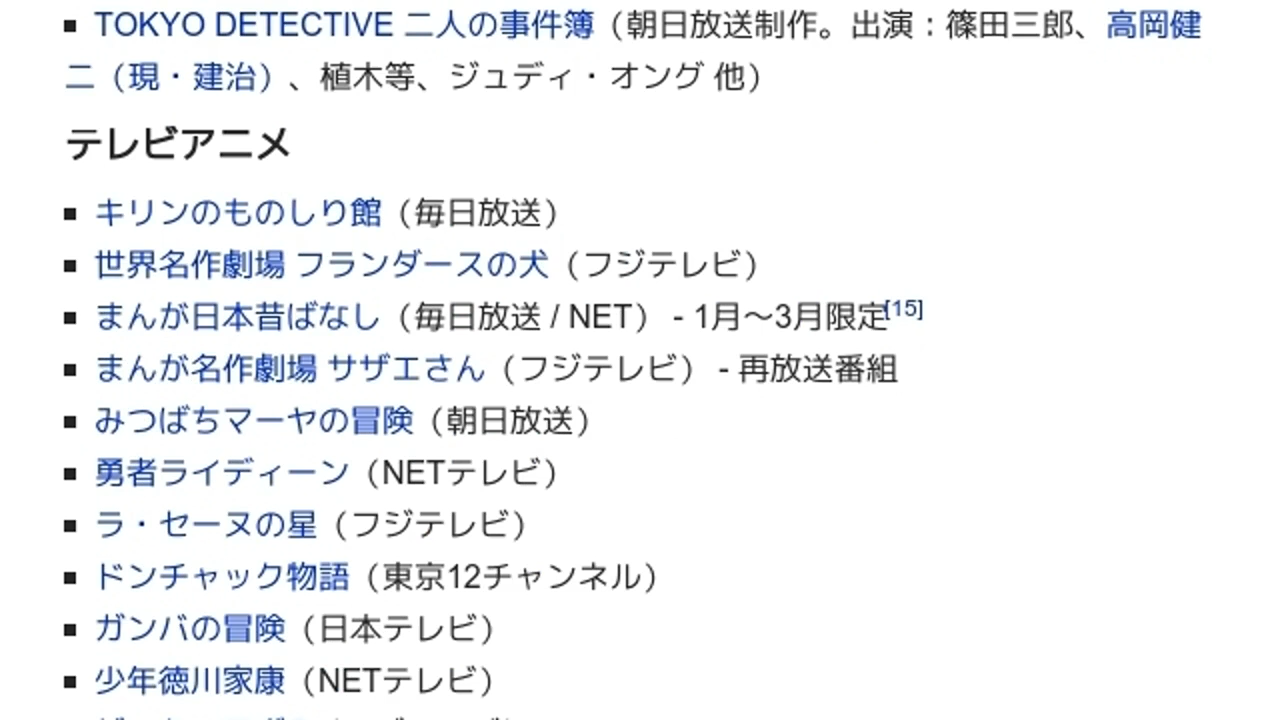 TOKYO DETECTIVE 二人の事件簿（朝日放送制作。出演：篠田三郎、高岡健
二（現・建治）、植木等、ジュディ・オング 他）
テレビアニメ
キリンのものしり館（毎日放送）
世界名作劇場 フランダースの犬（フジテレビ）
まんが日本昔ばなし（毎日放送 / NET） - 1月〜3月限定[15]
まんが名作劇場 サザエさん（フジテレビ） - 再放送番組
みつばちマーヤの冒険（朝日放送）
勇者ライディーン（NETテレビ）
ラ・セーヌの星（フジテレビ）
ドンチャック物語（東京12チャンネル）
ガンバの冒険（日本テレビ）
少年徳川家康（NETテレビ）